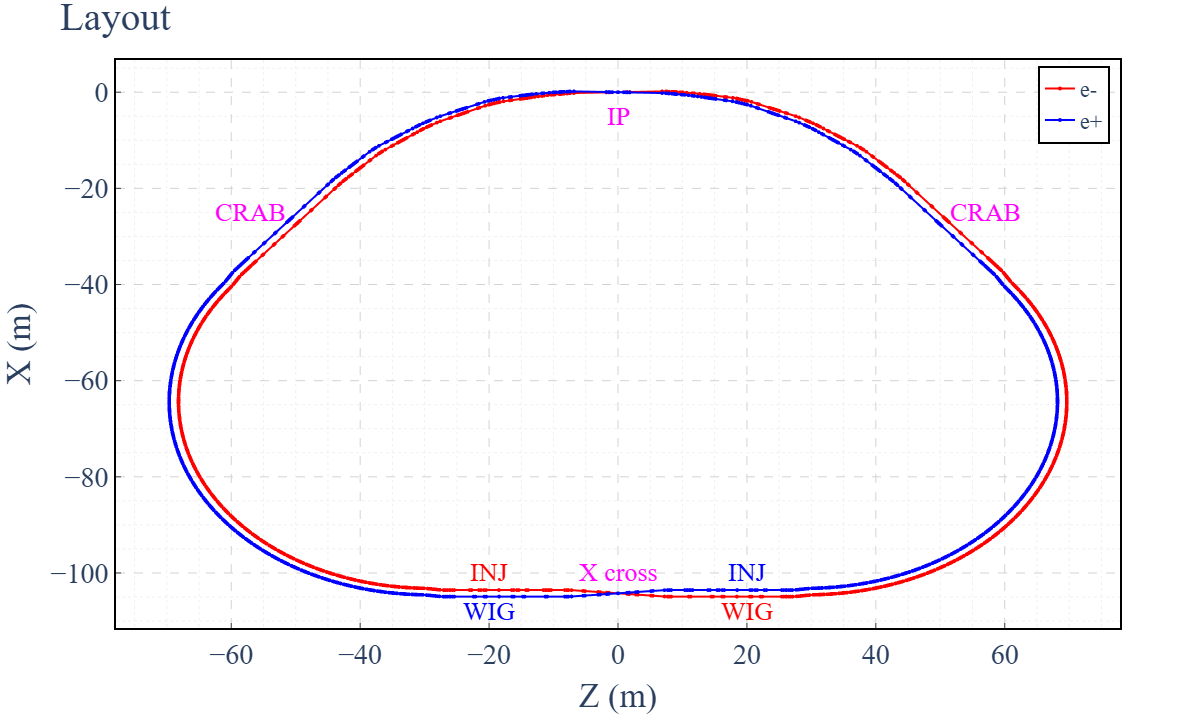 Layout
e-
e+
0
IP
−20
CRAB
CRAB
−40
X (m)
−60
−80
−100
INJ
X cross
INJ
WIG
WIG
−60
−40
−20
0
20
40
60
Z (m)